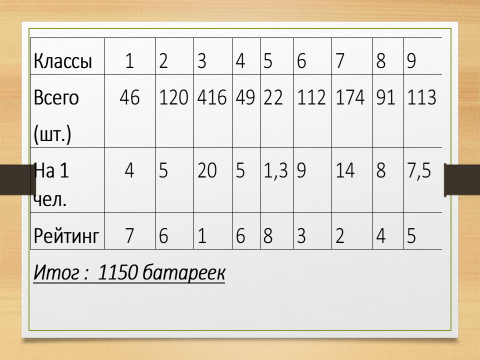 Классы 1 2 3 4 5 6 7 8 9
Всего (шт.) 46 120 416 49 22 112 174 91 113
На 1 чел. 4 5 20 5 1,3 9 14 8 7,5
Рейтинг 7 6 1 6 8 3 2 4 5
Итог : 1150 батареек